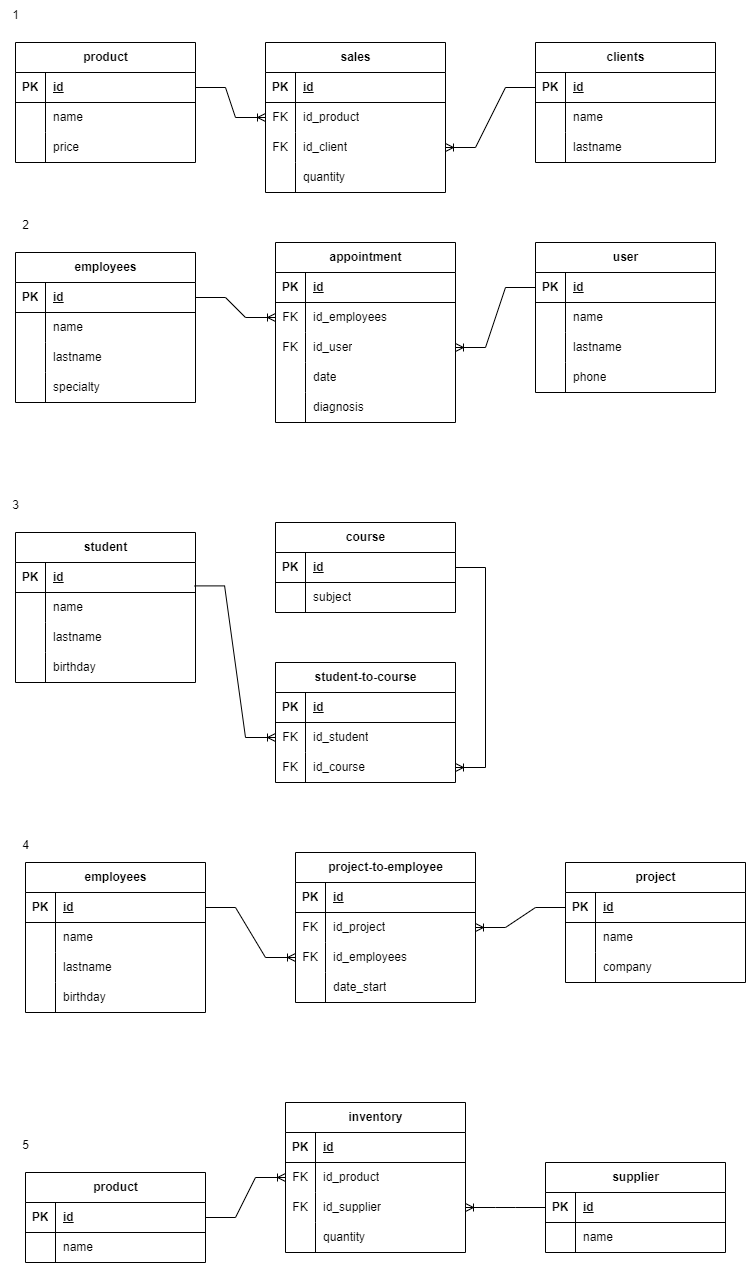 1
product
PK id
name
price
sales
PK id
FK id_product
FK id_client
quantity
clients
PK id
name
lastname
2
employees
PK id
name
lastname
specialty
appointment
PK id
FK id_employees
FK id_user
date
diagnosis
user
PK id
name
lastname
phone
3
student
PK id
name
lastname
birthday
course
PK id
subject
student-to-course
PK id
FK id_student
FK id_course
4
employees
PK id
name
lastname
birthday
project-to-employee
PK id
FK id_project
FK id_employees
date_start
project
PK id
name
company
5
product
PK id
name
inventory
PK id
FK id_product
FK id_supplier
quantity
supplier
PK id
name